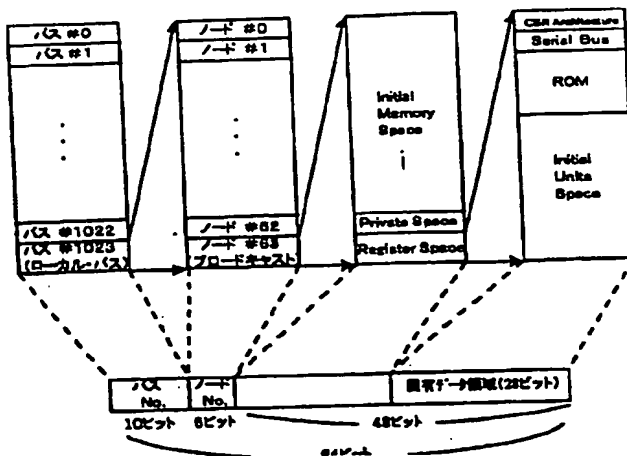 バス #0
バス #1
バス #1022
バス #1023
(ローカル・バス)
ノード #0
ノード #1
ノード #62
ノード #63
(ブロードキャスト)
Initial
Memory
Space
Private Space
Register Space
CSR Architecture
Serial Bus
ROM
Initial
Units
Space
バス
No.
ノード
No.
固有データ領域(28ビット)
10ビット
6ビット
48ビット
64ビット